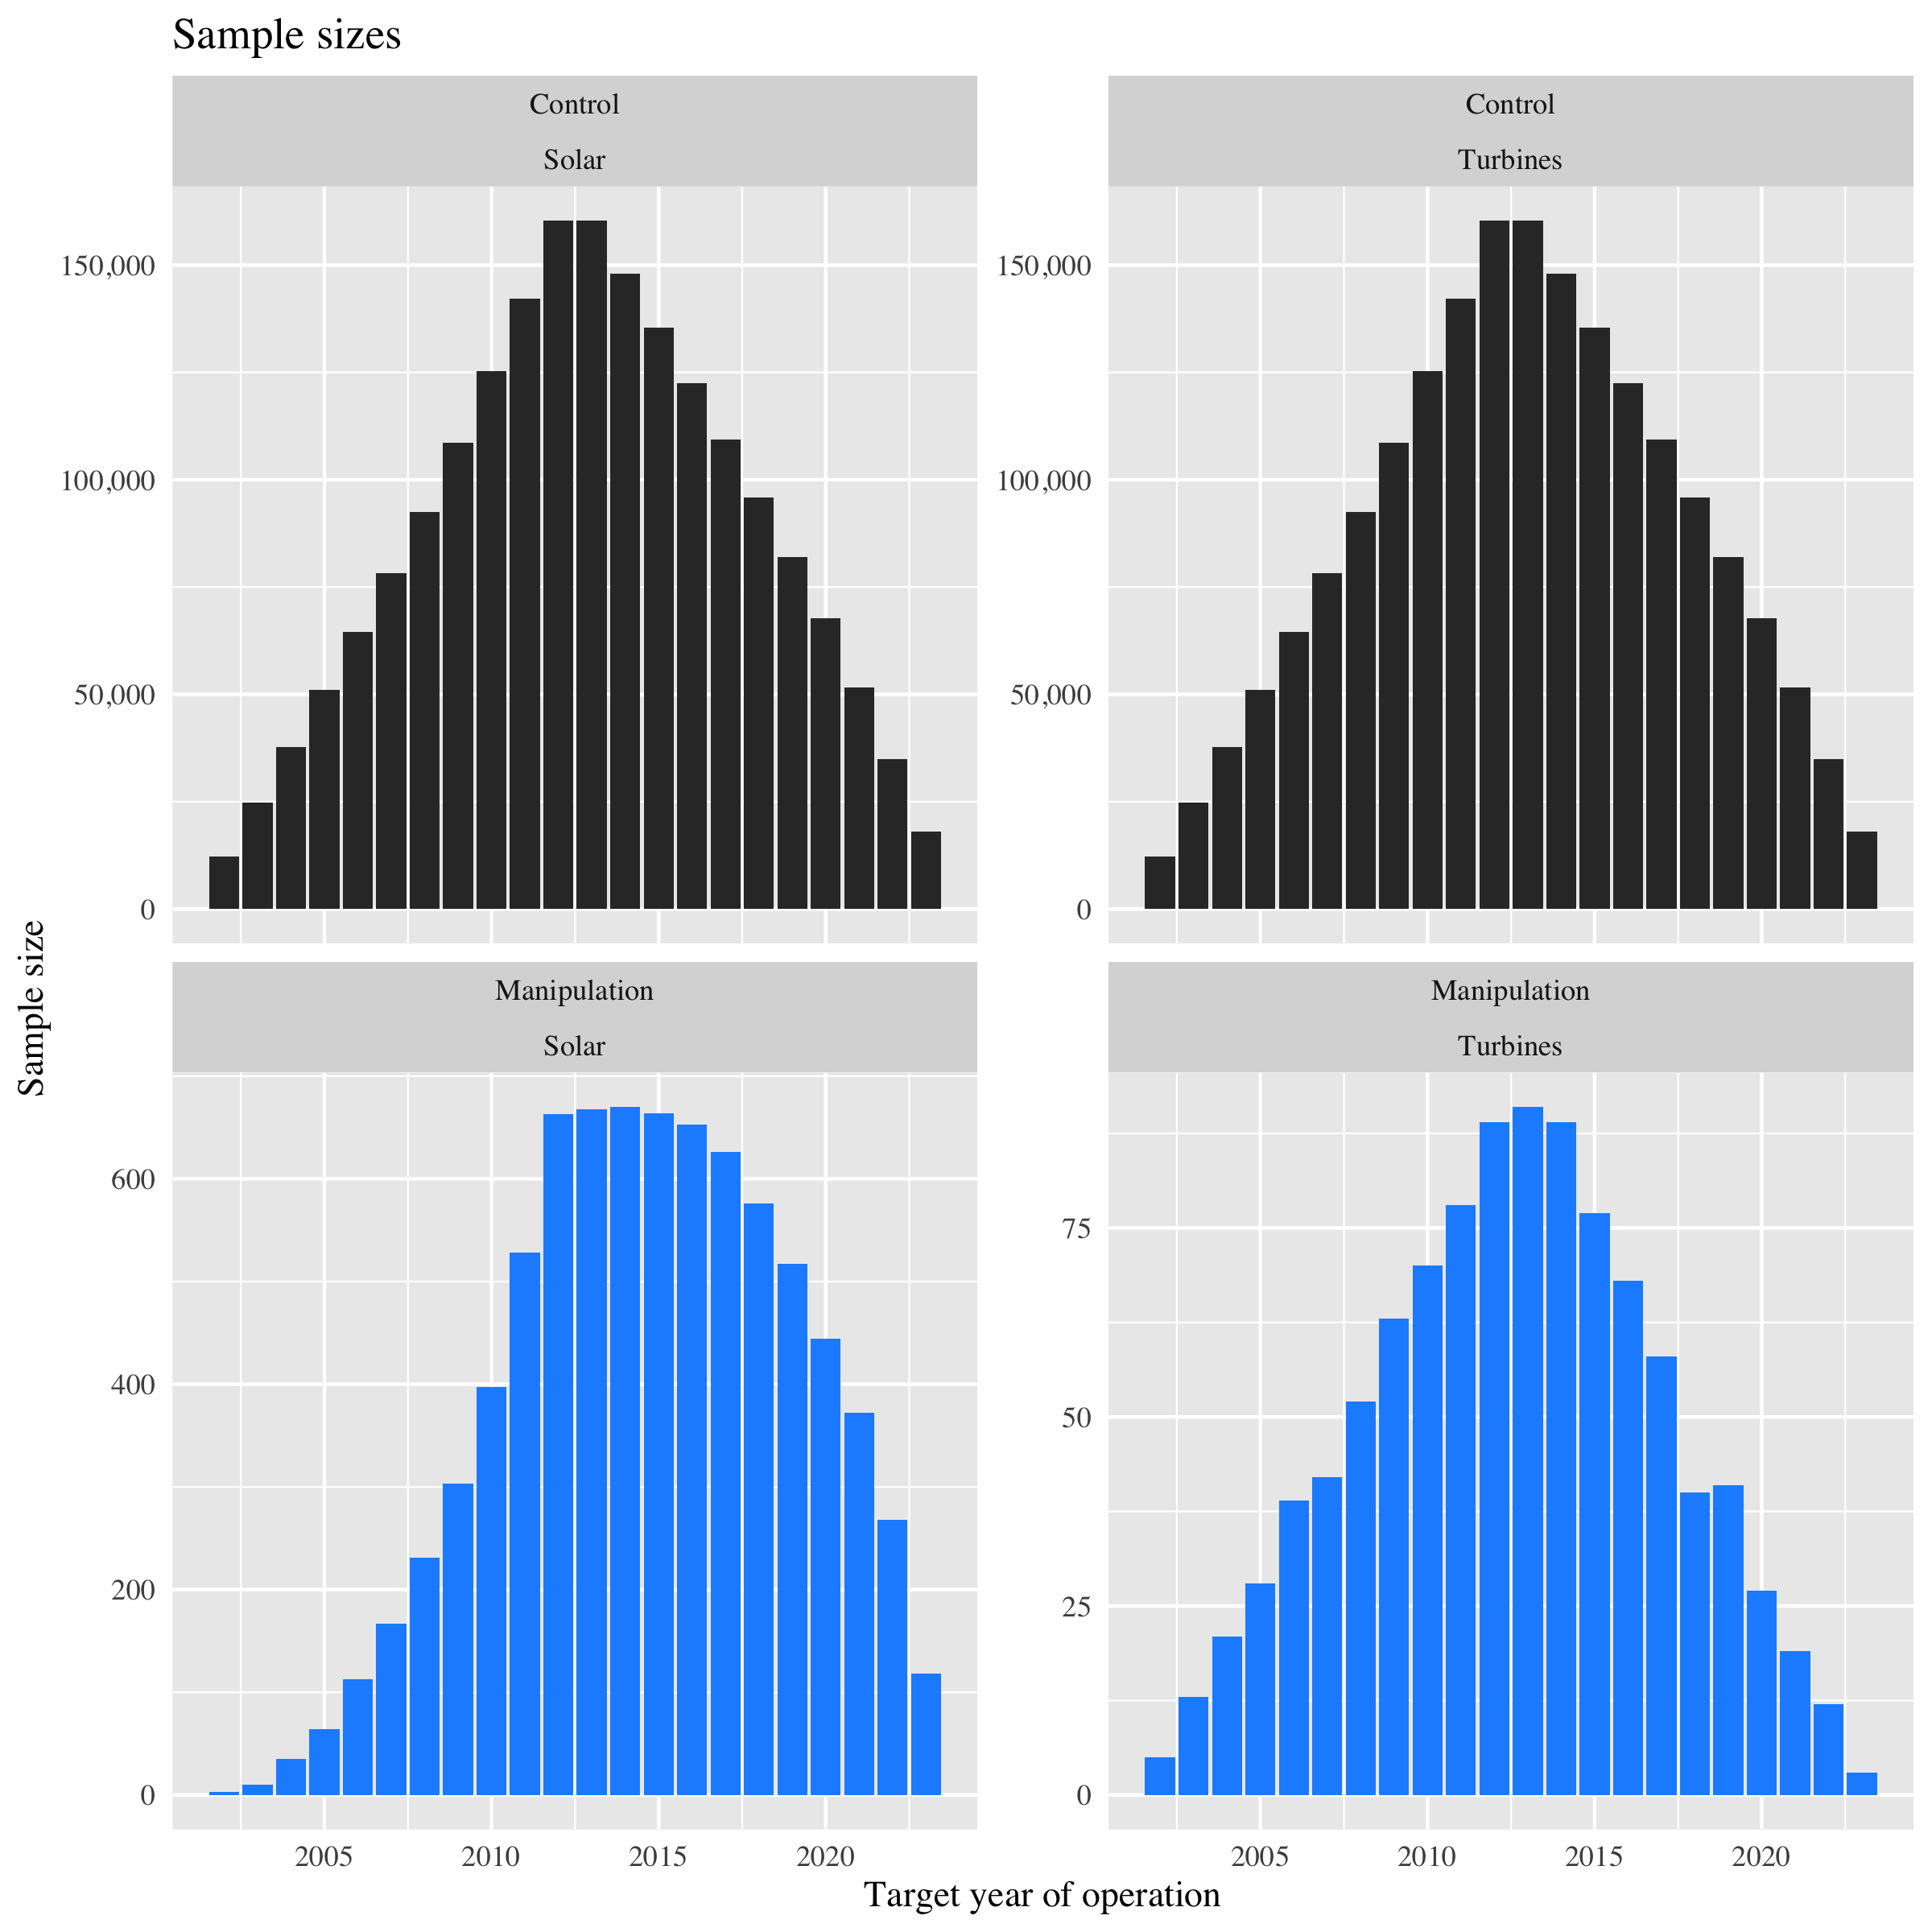 Sample sizes
Control
Solar
Control
Turbines
150,000
100,000
50,000
0
150,000
100,000
50,000
0
Sample size
Manipulation
Solar
Manipulation
Turbines
600
400
200
0
75
50
25
0
2005 2010 2015 2020
2005 2010 2015 2020
Target year of operation